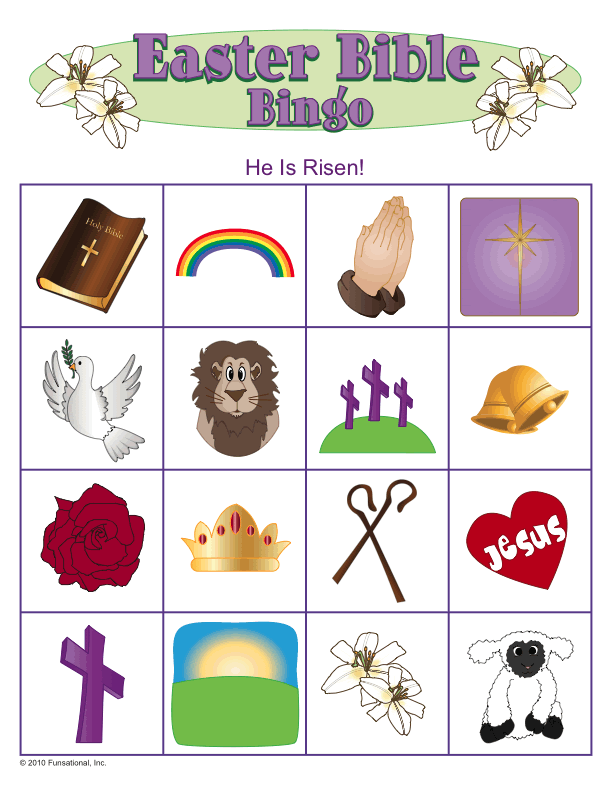 Easter Bible
Bingo
He Is Risen!
Holy Bible
Jesus
© 2010 Funsational, Inc.